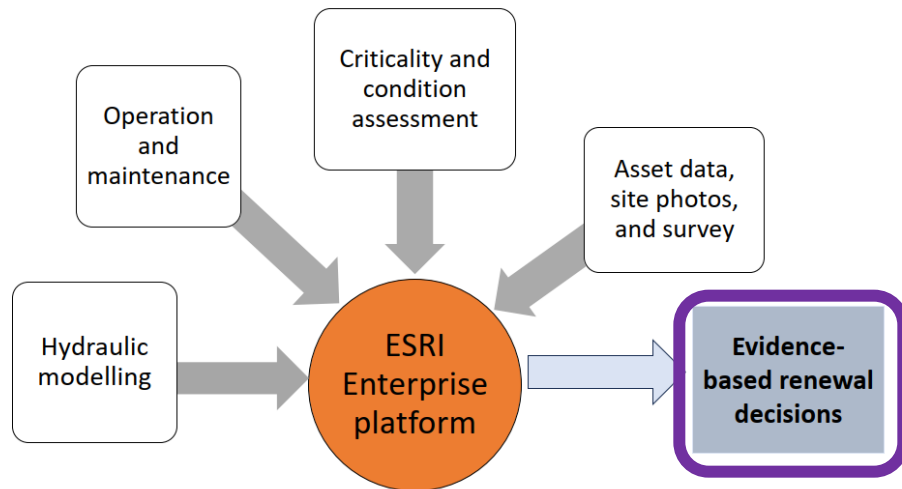 Criticality and
condition
assessment
Operation
and
maintenance
Asset data,
site photos,
and survey
Hydraulic
modelling
ESRI
Enterprise
platform
Evidence-
based renewal
decisions